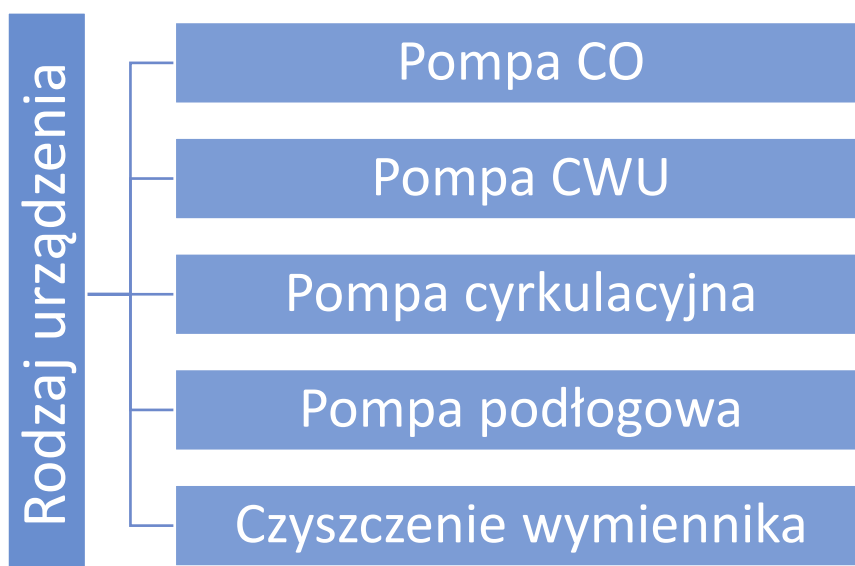 Rodzaj urządzenia
Pompa CO
Pompa CWU
Pompa cyrkulacyjna
Pompa podłogowa
Czyszczenie wymiennika